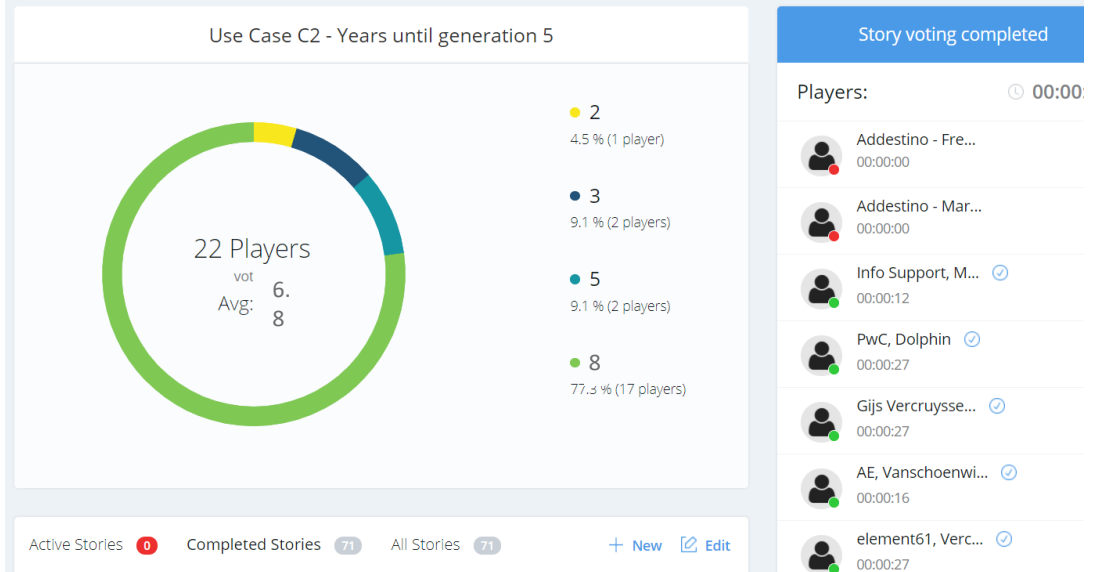 Use Case C2 - Years until generation 5
22 Players
vot
Avg:
6.
8
2
4.5 % (1 player)
3
9.1 % (2 players)
5
9.1 % (2 players)
8
77.3 % (17 players)
Active Stories 0
Completed Stories 71
All Stories 71
+ New
Edit
Story voting completed
Players:
00:00:
Addestino - Fre...
00:00:00
Addestino - Mar...
00:00:00
Info Support, M...
00:00:12
PwC, Dolphin
00:00:27
Gijs Vercruysse...
00:00:27
AE, Vanschoenwi...
00:00:16
element61, Verc...
00:00:27